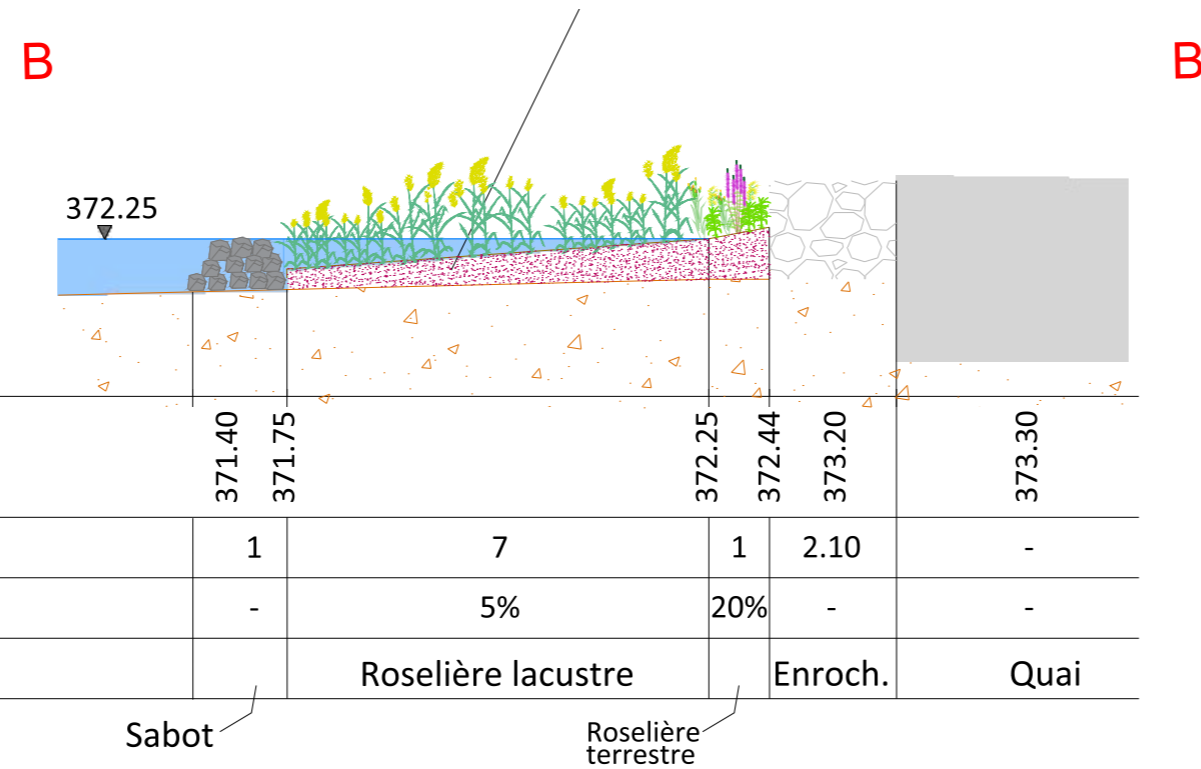 B B
372.25
371.40 371.75 372.25 372.44 373.20 373.30
1 7 1 2.10 -
- 5% 20% - -
Roselière lacustre Enroch. Quai
Sabot
Roselière
terrestre